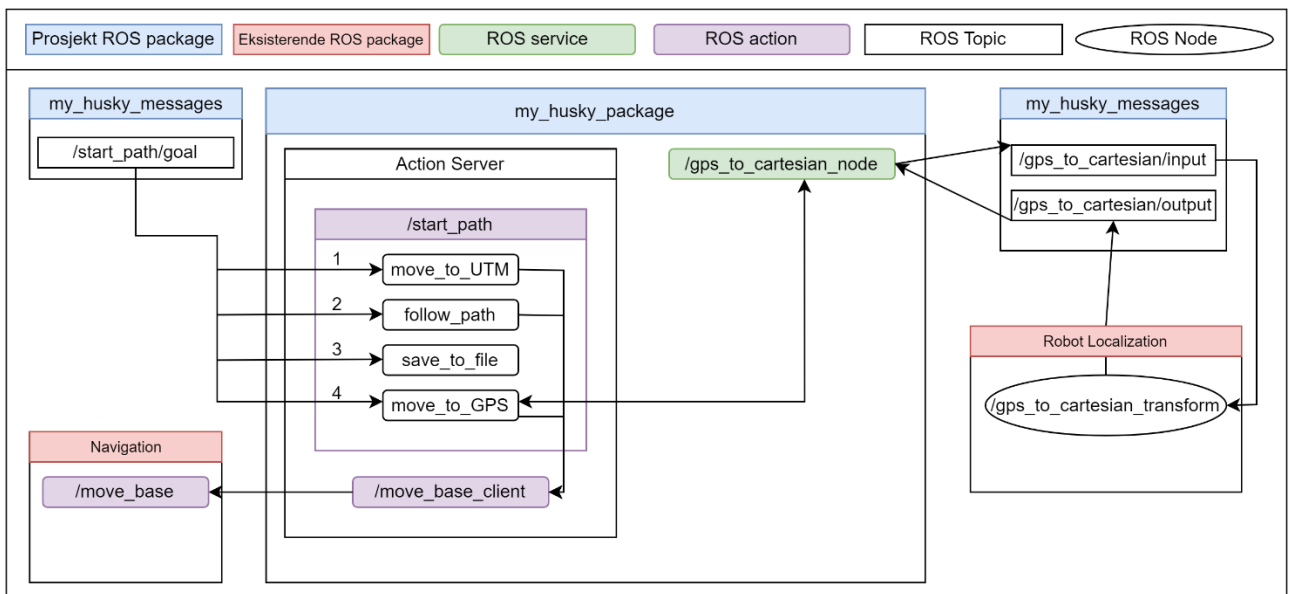 Prosjekt ROS package
Eksisterende ROS package
ROS service
ROS action
ROS Topic
ROS Node
my_husky_messages
/start_path/goal
my_husky_package
Action Server
/start_path
1
move_to_UTM
2
follow_path
3
save_to_file
4
move_to_GPS
/move_base_client
/gps_to_cartesian_node
my_husky_messages
/gps_to_cartesian/input
/gps_to_cartesian/output
Robot Localization
/gps_to_cartesian_transform
Navigation
/move_base